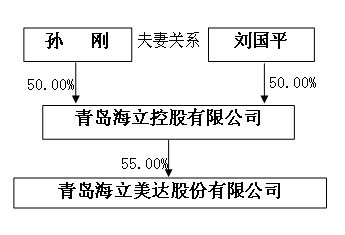 孙 刚 夫妻关系 刘国平
50.00% 50.00%
青岛海立控股有限公司
55.00%
青岛海立美达股份有限公司